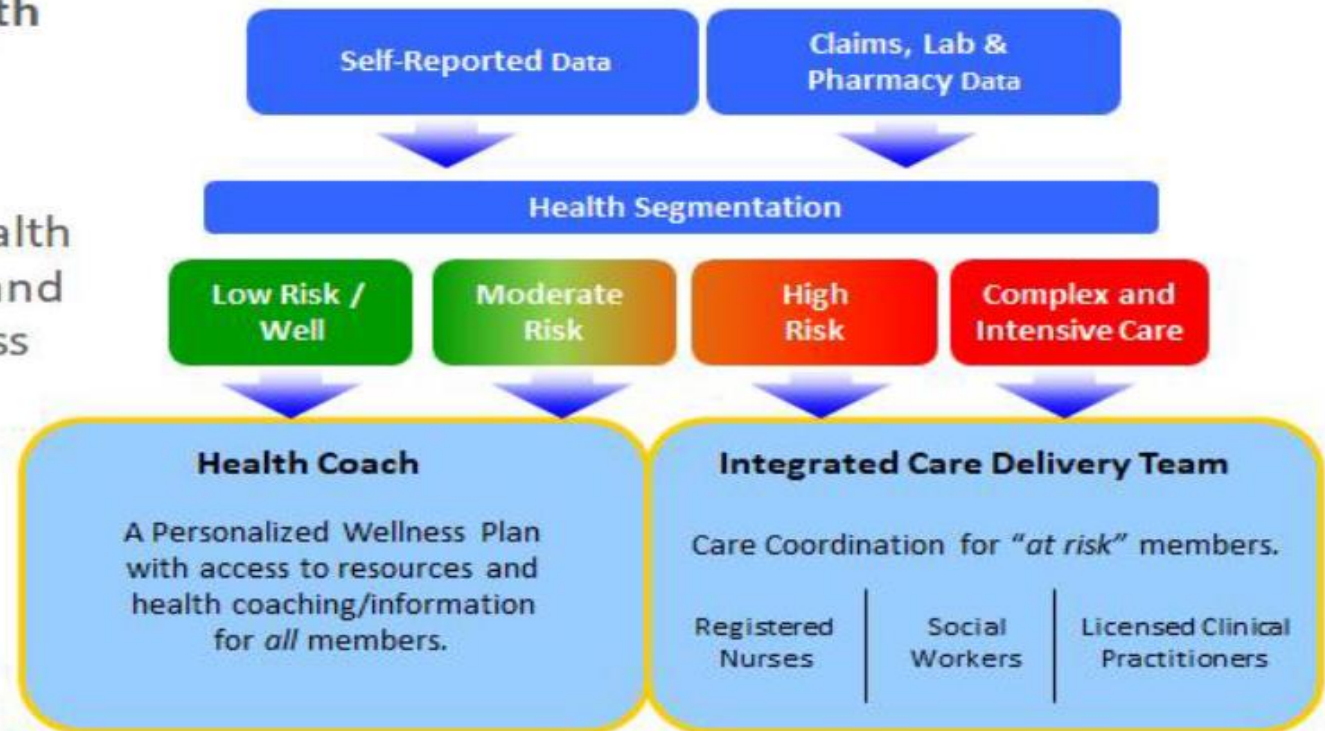 Self-Reported Data
Claims, Lab &
Pharmacy Data
Health Segmentation
Low Risk /
Well
Moderate
Risk
High
Risk
Complex and
Intensive Care
Health Coach
A Personalized Wellness Plan
with access to resources and
health coaching/information
for all members.
Integrated Care Delivery Team
Care Coordination for “at risk” members.
Registered
Nurses
Social
Workers
Licensed Clinical
Practitioners
and